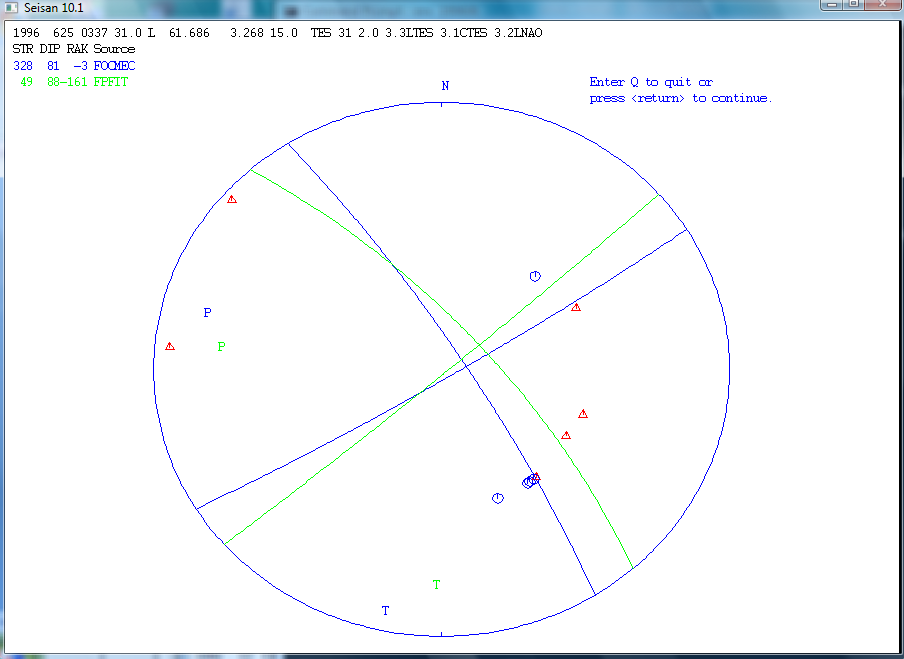 Seisan 10.1
1996 625 0337 31.0 L 61.686 3.268 15.0 TES 31 2.0 3.3LTES 3.1CTES 3.2LNAO
STR DIP RAK Source
328 81 -3 FOCMEC
49 88-161 FPFIT
Enter Q to quit or
press <return> to continue.
N
P
P
T
T